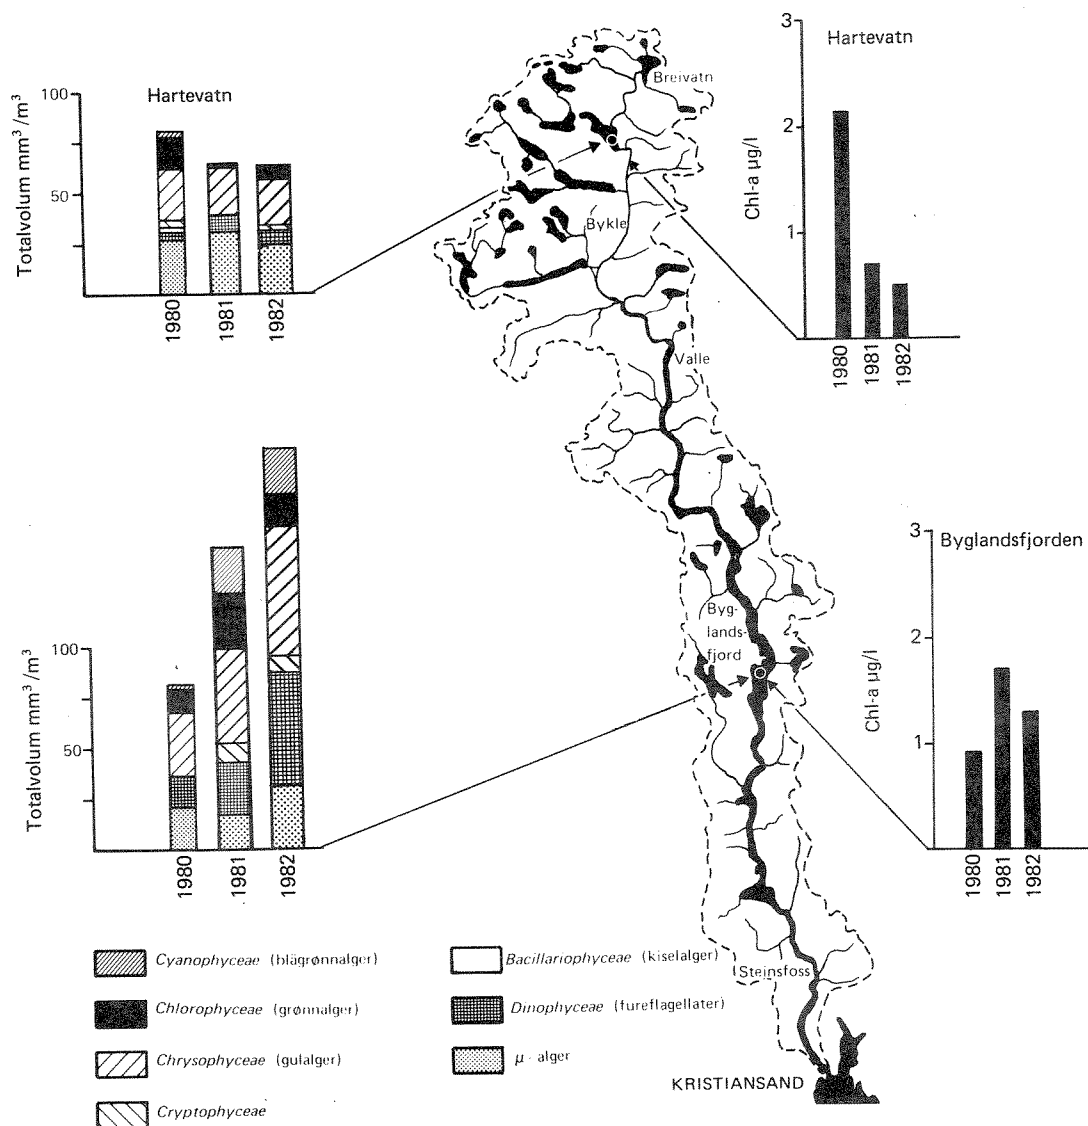 Hartevatn
Totalvolum mm³/m³
100
50
1980
1981
1982
Breivatn
Bykle
Valle
Byg-
lands-
fjord
Steinsfoss
KRISTIANSAND
Hartevatn
Chl-a µg/l
3
2
1
1980
1981
1982
Totalvolum mm³/m³
100
50
1980
1981
1982
Byglandsfjorden
Chl-a µg/l
3
2
1
1980
1981
1982
Cyanophyceae (blågrønnalger)
Chlorophyceae (grønnalger)
Chrysophyceae (gulalger)
Cryptophyceae
Bacillariophyceae (kiselalger)
Dinophyceae (fureflagellater)
µ - alger